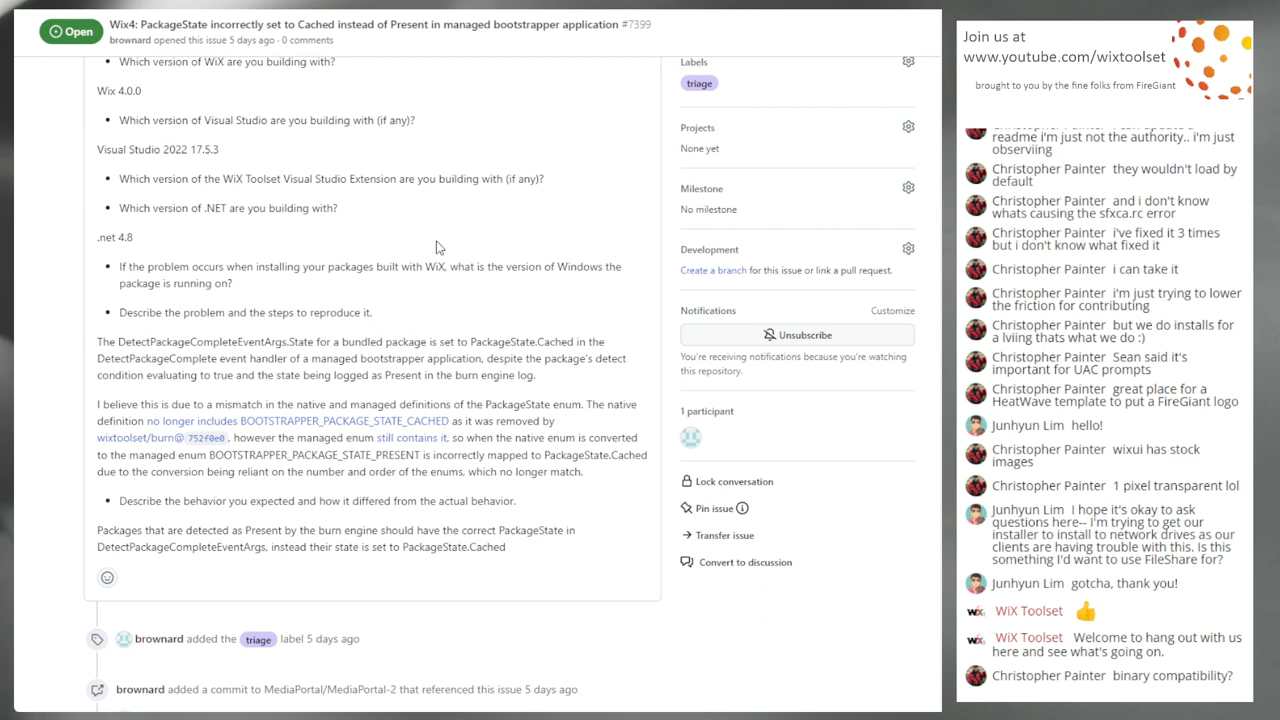 Open
Wix4: PackageState incorrectly set to Cached instead of Present in managed bootstrapper application #7399
brownard opened this issue 5 days ago · 0 comments
• Which version of WiX are you building with?
Wix 4.0.0
• Which version of Visual Studio are you building with (if any)?
Visual Studio 2022 17.5.3
• Which version of the WiX Toolset Visual Studio Extension are you building with (if any)?
• Which version of .NET are you building with?
.net 4.8
• If the problem occurs when installing your packages built with WiX, what is the version of Windows the
package is running on?
• Describe the problem and the steps to reproduce it.
The DetectPackageCompleteEventArgs.State for a bundled package is set to PackageState.Cached in the
DetectPackageComplete event handler of a managed bootstrapper application, despite the package's detect
condition evaluating to true and the state being logged as Present in the burn engine log.
I believe this is due to a mismatch in the native and managed definitions of the PackageState enum. The native
definition no longer includes BOOTSTRAPPER_PACKAGE_STATE_CACHED as it was removed by
wixtoolset/burn@752f0e0, however the managed enum still contains it, so when the native enum is converted
to the managed enum BOOTSTRAPPER_PACKAGE_STATE_PRESENT is incorrectly mapped to PackageState.Cached
due to the conversion being reliant on the number and order of the enums, which no longer match.
• Describe the behavior you expected and how it differed from the actual behavior.
Packages that are detected as Present by the burn engine should have the correct PackageState in
DetectPackageCompleteEventArgs, instead their state is set to PackageState.Cached
brownard added the triage label 5 days ago
brownard added a commit to MediaPortal/MediaPortal-2 that referenced this issue 5 days ago
Labels
triage
Projects
None yet
Milestone
No milestone
Development
Create a branch for this issue or link a pull request.
Notifications
Customize
Unsubscribe
You're receiving notifications because you're watching
this repository.
1 participant
Lock conversation
Pin issue
Transfer issue
Convert to discussion
Join us at
www.youtube.com/wixtoolset
brought to you by the fine folks from FireGiant
readme i'm just not the authority.. i'm just
observiing
Christopher Painter they wouldn't load by
default
Christopher Painter and i don't know
whats causing the sfxca.rc error
Christopher Painter i've fixed it 3 times
but i don't know what fixed it
Christopher Painter i can take it
Christopher Painter i'm just trying to lower
the friction for contributing
Christopher Painter but we do installs for
a lving thats what we do :)
Christopher Painter Sean said it's
important for UAC prompts
Christopher Painter great place for a
HeatWave template to put a FireGiant logo
Junhyun Lim hello!
Christopher Painter wixui has stock
images
Christopher Painter 1 pixel transparent lol
Junhyun Lim I hope it's okay to ask
questions here-- I'm trying to get our
installer to install to network drives as our
clients are having trouble with this. Is this
something I'd want to use FileShare for?
Junhyun Lim gotcha, thank you!
WiX Toolset 👍
WiX Toolset Welcome to hang out with us
here and see what's going on.
Christopher Painter binary compatibility?